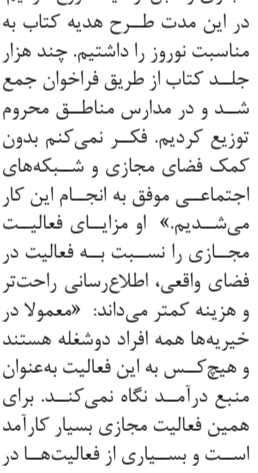 در این مدت طرح هدیه کتاب به
مناسبت نوروز را داشتیم. چند هزار
جلد کتاب از طریق فراخوان جمع
شد و در مدارس مناطق محروم
توزیع کردیم. فکر نمی‌کنم بدون
کمک فضای مجازی و شبکه‌های
اجتماعی موفق به انجام این کار
می‌شدیم.» او مزایای فعالیت
مجازی را نسبت به فعالیت در
فضای واقعی، اطلاع‌رسانی راحت‌تر
و هزینه کمتر می‌داند: «معمولا در
خیریه‌ها همه افراد دوشغله هستند
و هیچ‌کس به این فعالیت به‌عنوان
منبع درآمد نگاه نمی‌کند. برای
همین فعالیت مجازی بسیار کارآمد
است و بسیاری از فعالیت‌ها در